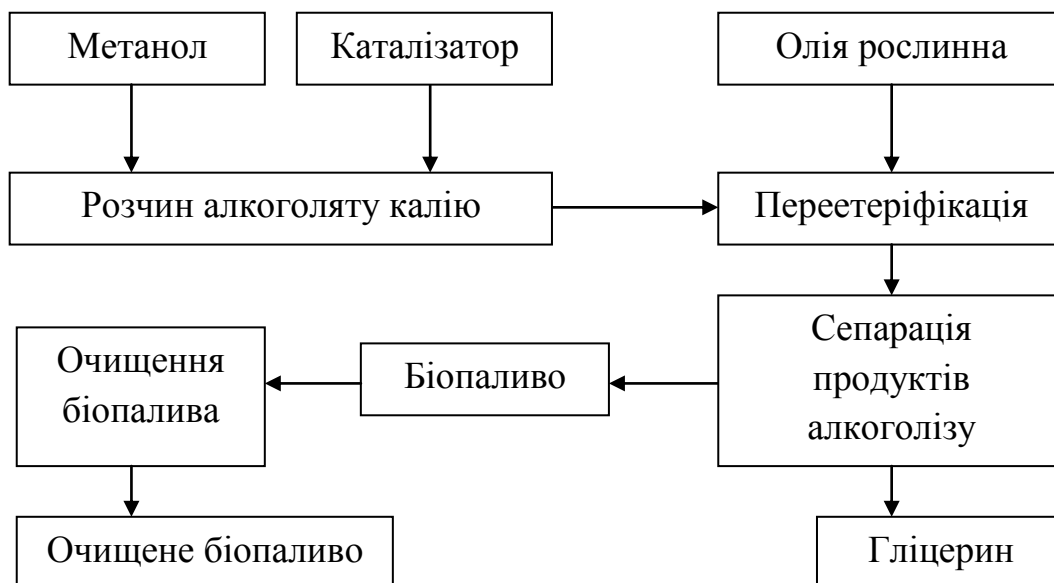 Метанол
Каталізатор
Олія рослинна
Розчин алкоголяту калію
Переетеріфікація
Сепарація
продуктів
алкоголізу
Біопаливо
Очищення
біопалива
Очищене біопаливо
Гліцерин